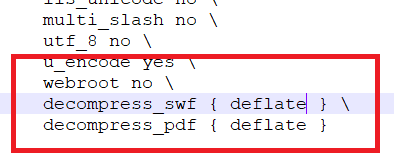 iis_unicode no \
multi_slash no \
utf_8 no \
u_encode yes \
webroot no \
decompress_swf { deflate } \
decompress_pdf { deflate }